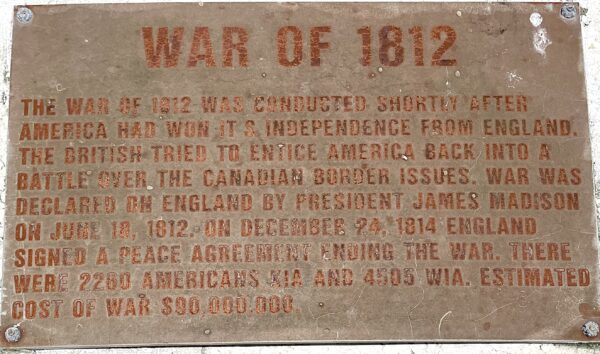 WAR OF 1812
THE WAR OF 1812 WAS CONDUCTED SHORTLY AFTER
AMERICA HAD WON IT S INDEPENDENCE FROM ENGLAND.
THE BRITISH TRIED TO ENTICE AMERICA BACK INTO A
BATTLE OVER THE CANADIAN BORDER ISSUES. WAR WAS
DECLARED ON ENGLAND BY PRESIDENT JAMES MADISON
ON JUNE 18, 1812. ON DECEMBER 24, 1814 ENGLAND
SIGNED A PEACE AGREEMENT ENDING THE WAR. THERE
WERE 2260 AMERICANS KIA AND 4505 WIA. ESTIMATED
COST OF WAR $90,000,000